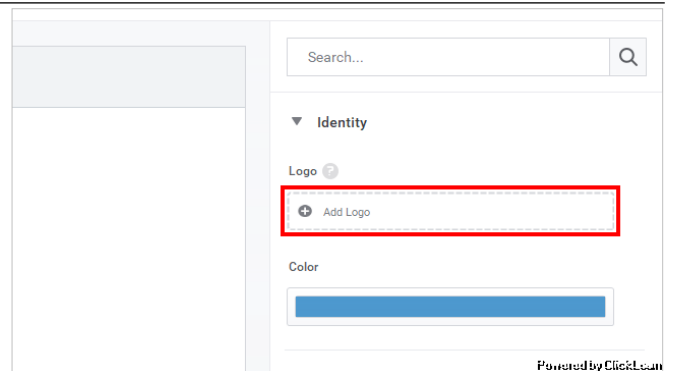 Search...
Identity
Logo ?
Add Logo
Color
Powered by ClickLearn